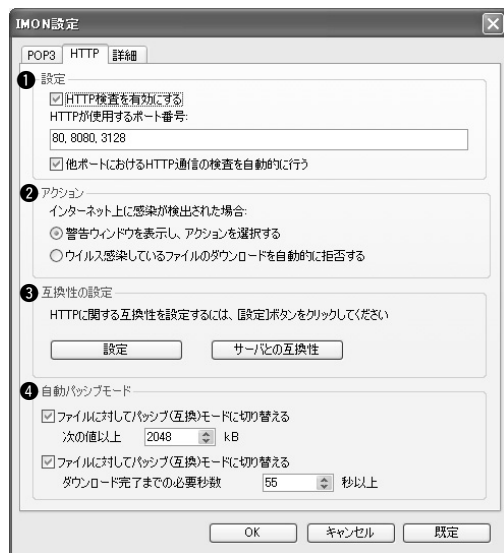 IMON設定
POP3 HTTP 詳細
❶ 設定
HTTP検査を有効にする
HTTPが使用するポート番号:
80, 8080, 3128
他ポートにおけるHTTP通信の検査を自動的に行う
❷ アクション
インターネット上に感染が検出された場合:
警告ウィンドウを表示し、アクションを選択する
ウイルス感染しているファイルのダウンロードを自動的に拒否する
❸ 互換性の設定
HTTPに関する互換性を設定するには、[設定]ボタンをクリックしてください
設定 サーバとの互換性
❹ 自動パッシブモード
ファイルに対してパッシブ(互換)モードに切り替える
次の値以上 2048 kB
ファイルに対してパッシブ(互換)モードに切り替える
ダウンロード完了までの必要秒数 55 秒以上
OK キャンセル 既定